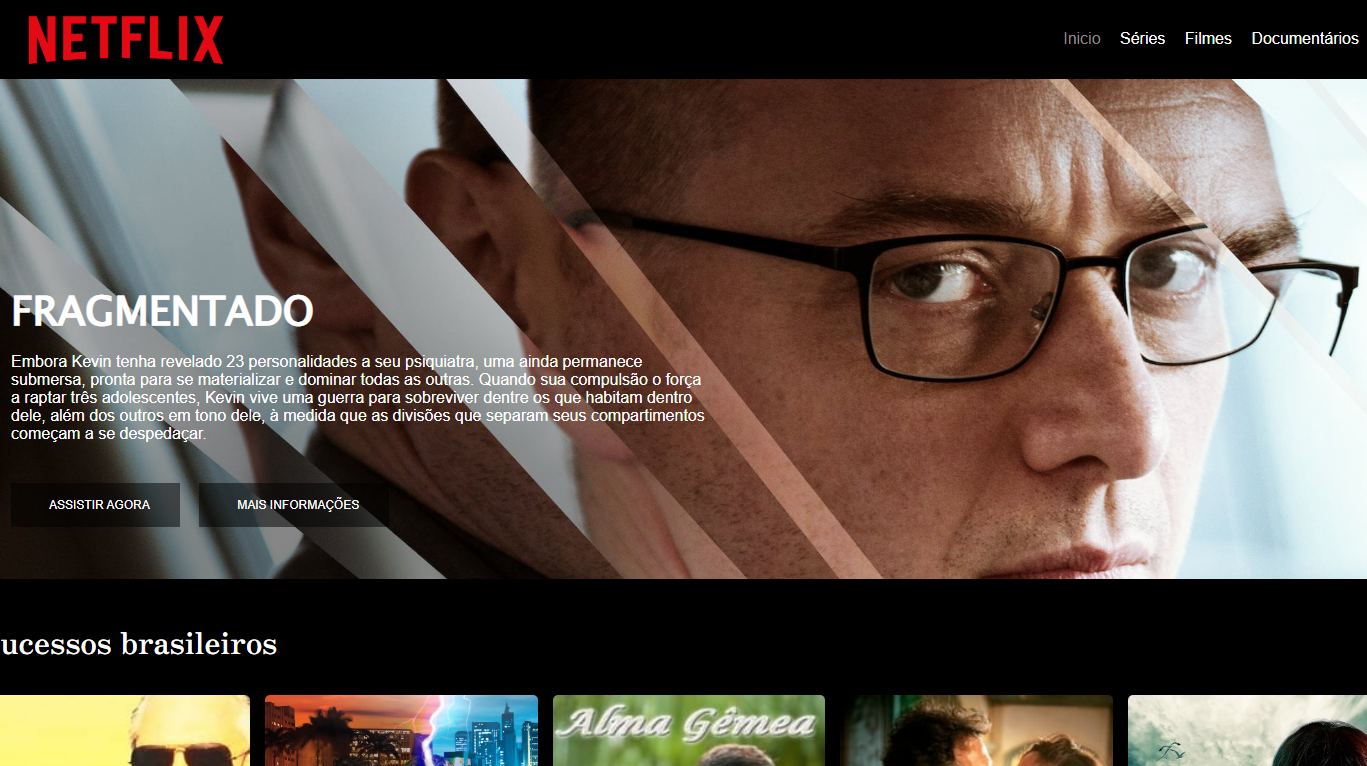 NETFLIX
Inicio Séries Filmes Documentários
FRAGMENTADO
Embora Kevin tenha revelado 23 personalidades a seu psiquiatra, uma ainda permanece
submersa, pronta para se materializar e dominar todas as outras. Quando sua compulsão o força
a raptar três adolescentes, Kevin vive uma guerra para sobreviver dentre os que habitam dentro
dele, além dos outros em tono dele, à medida que as divisões que separam seus compartimentos
começam a se despedaçar.
ASSISTIR AGORA MAIS INFORMAÇÕES
ucessos brasileiros
Alma Gêmea